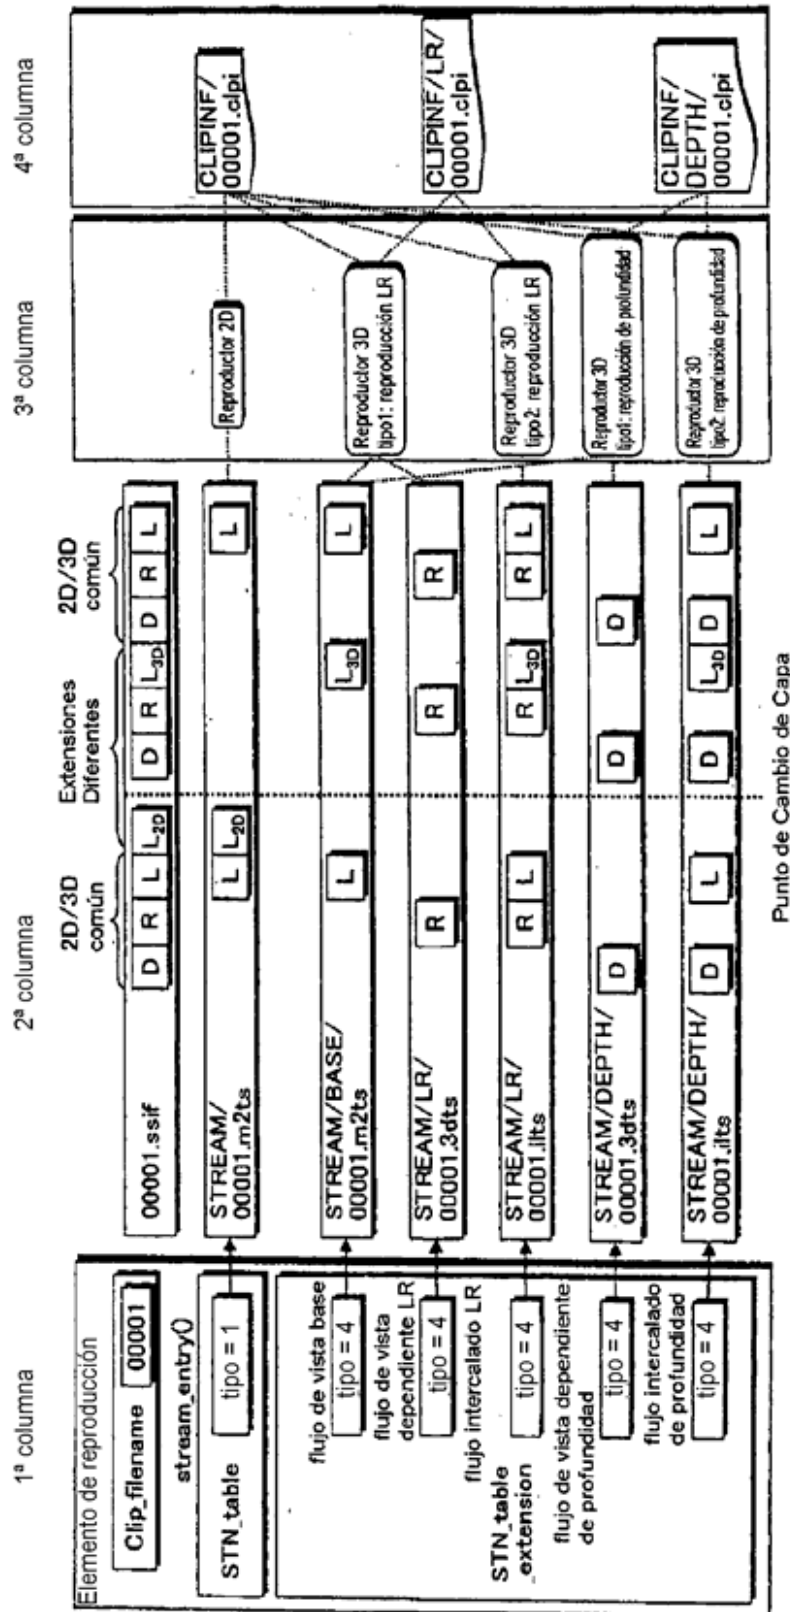 1ª columna
2ª columna
3ª columna
4ª columna
Elemento de reproducción
Clip_filename
00001
stream_entry()
STN_table
tipo = 1
flujo de vista base
tipo = 4
flujo de vista
dependiente LR
tipo = 4
flujo intercalado LR
tipo = 4
STN_table
_extension
flujo de vista dependiente
de profundidad
tipo = 4
flujo intercalado
de profundidad
tipo = 4
2D/3D
común
Extensiones
Diferentes
2D/3D
común
00001.ssif
D R L L2D D R L3D D R L
STREAM/
00001.m2ts
L L2D L
STREAM/BASE/
00001.m2ts
L L3D L
STREAM/LR/
00001.3dts
R R R
STREAM/LR/
00001.ilts
R L R L3D R L
STREAM/DEPTH/
00001.3dts
D D D
STREAM/DEPTH/
00001.ilts
D L D L3D D L
Punto de Cambio de Capa
Reproductor 2D
Reproductor 3D
tipo1: reproducción LR
Reproductor 3D
tipo2: reproducción LR
Reproductor 3D
tipo1: reproducción de profundidad
Reproductor 3D
tipo2: reproducción de profundidad
CLIPINF/
00001.clpi
CLIPINF/LR/
00001.clpi
CLIPINF/
DEPTH/
00001.clpi